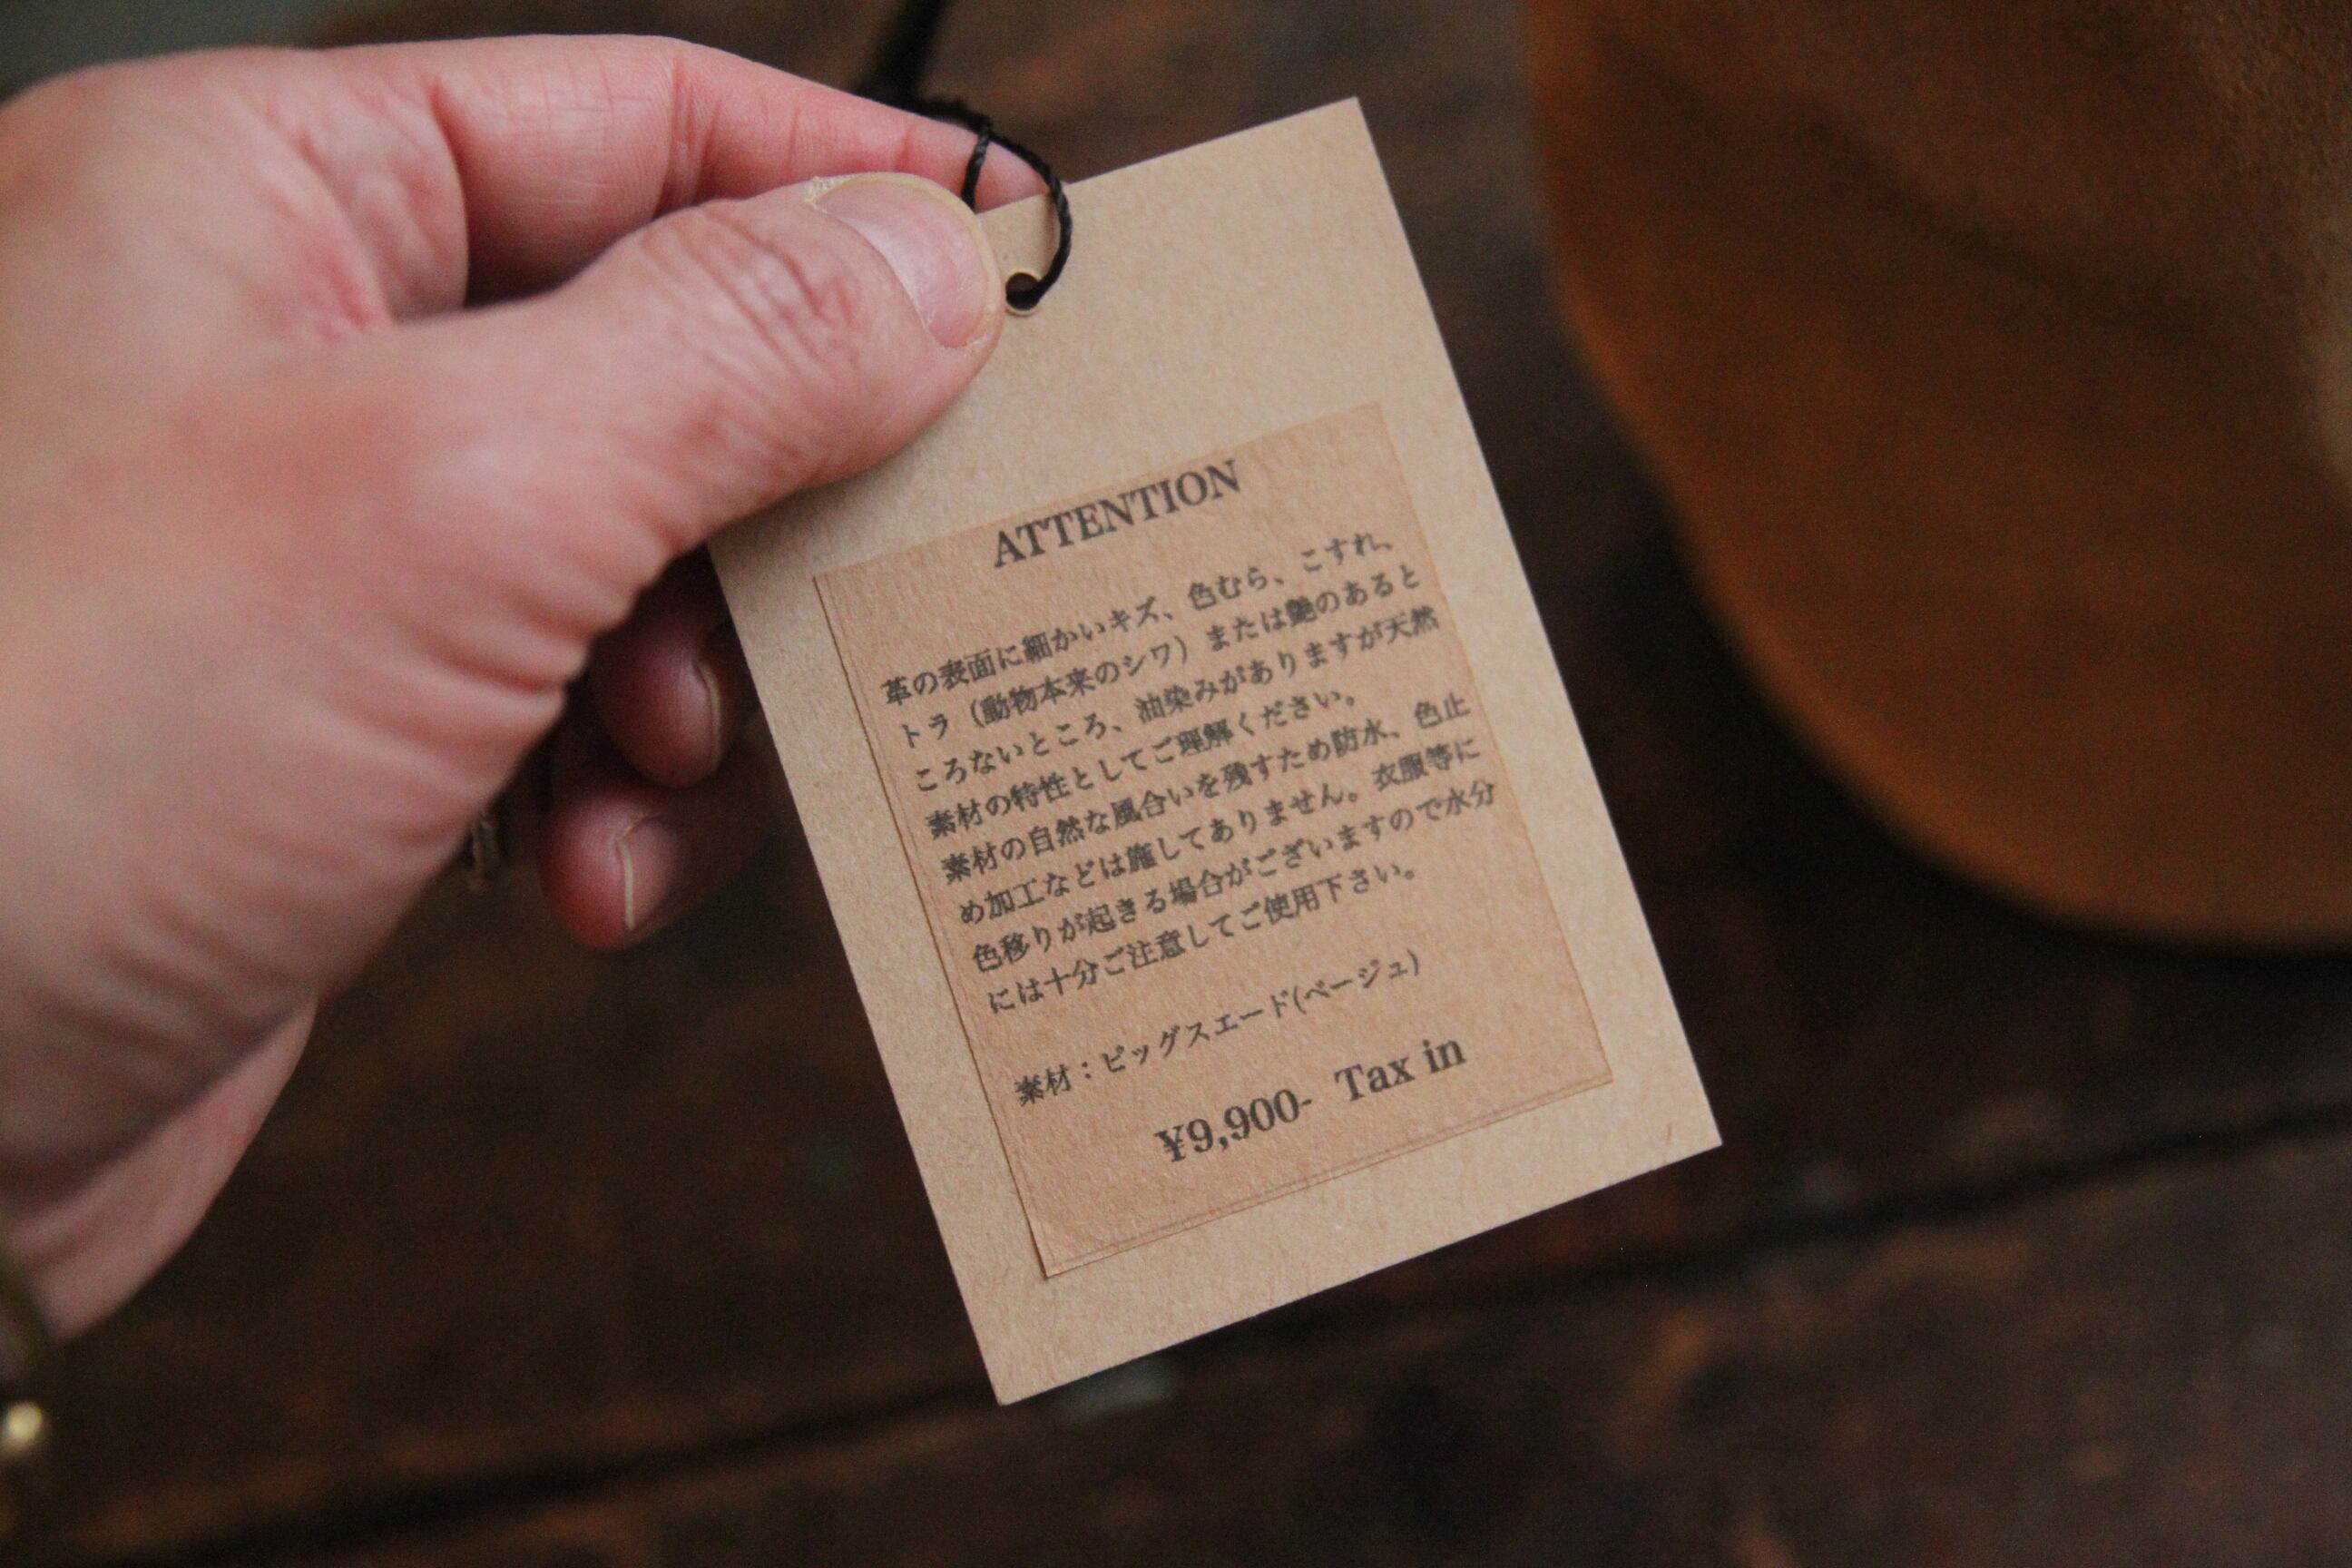 ATTENTION
革の表面に細かいキズ、色むら、こすれ、
トラ（動物本来のシワ）または艶のあると
ころないところ、油染みがありますが天然
素材の特性としてご理解ください。
素材の自然な風合いを残すため防水、色止
め加工などは施してありません。衣服等に
色移りが起きる場合がございますので水分
には十分ご注意してご使用下さい。
素材：ピッグスエード(ベージュ)
¥9,900- Tax in